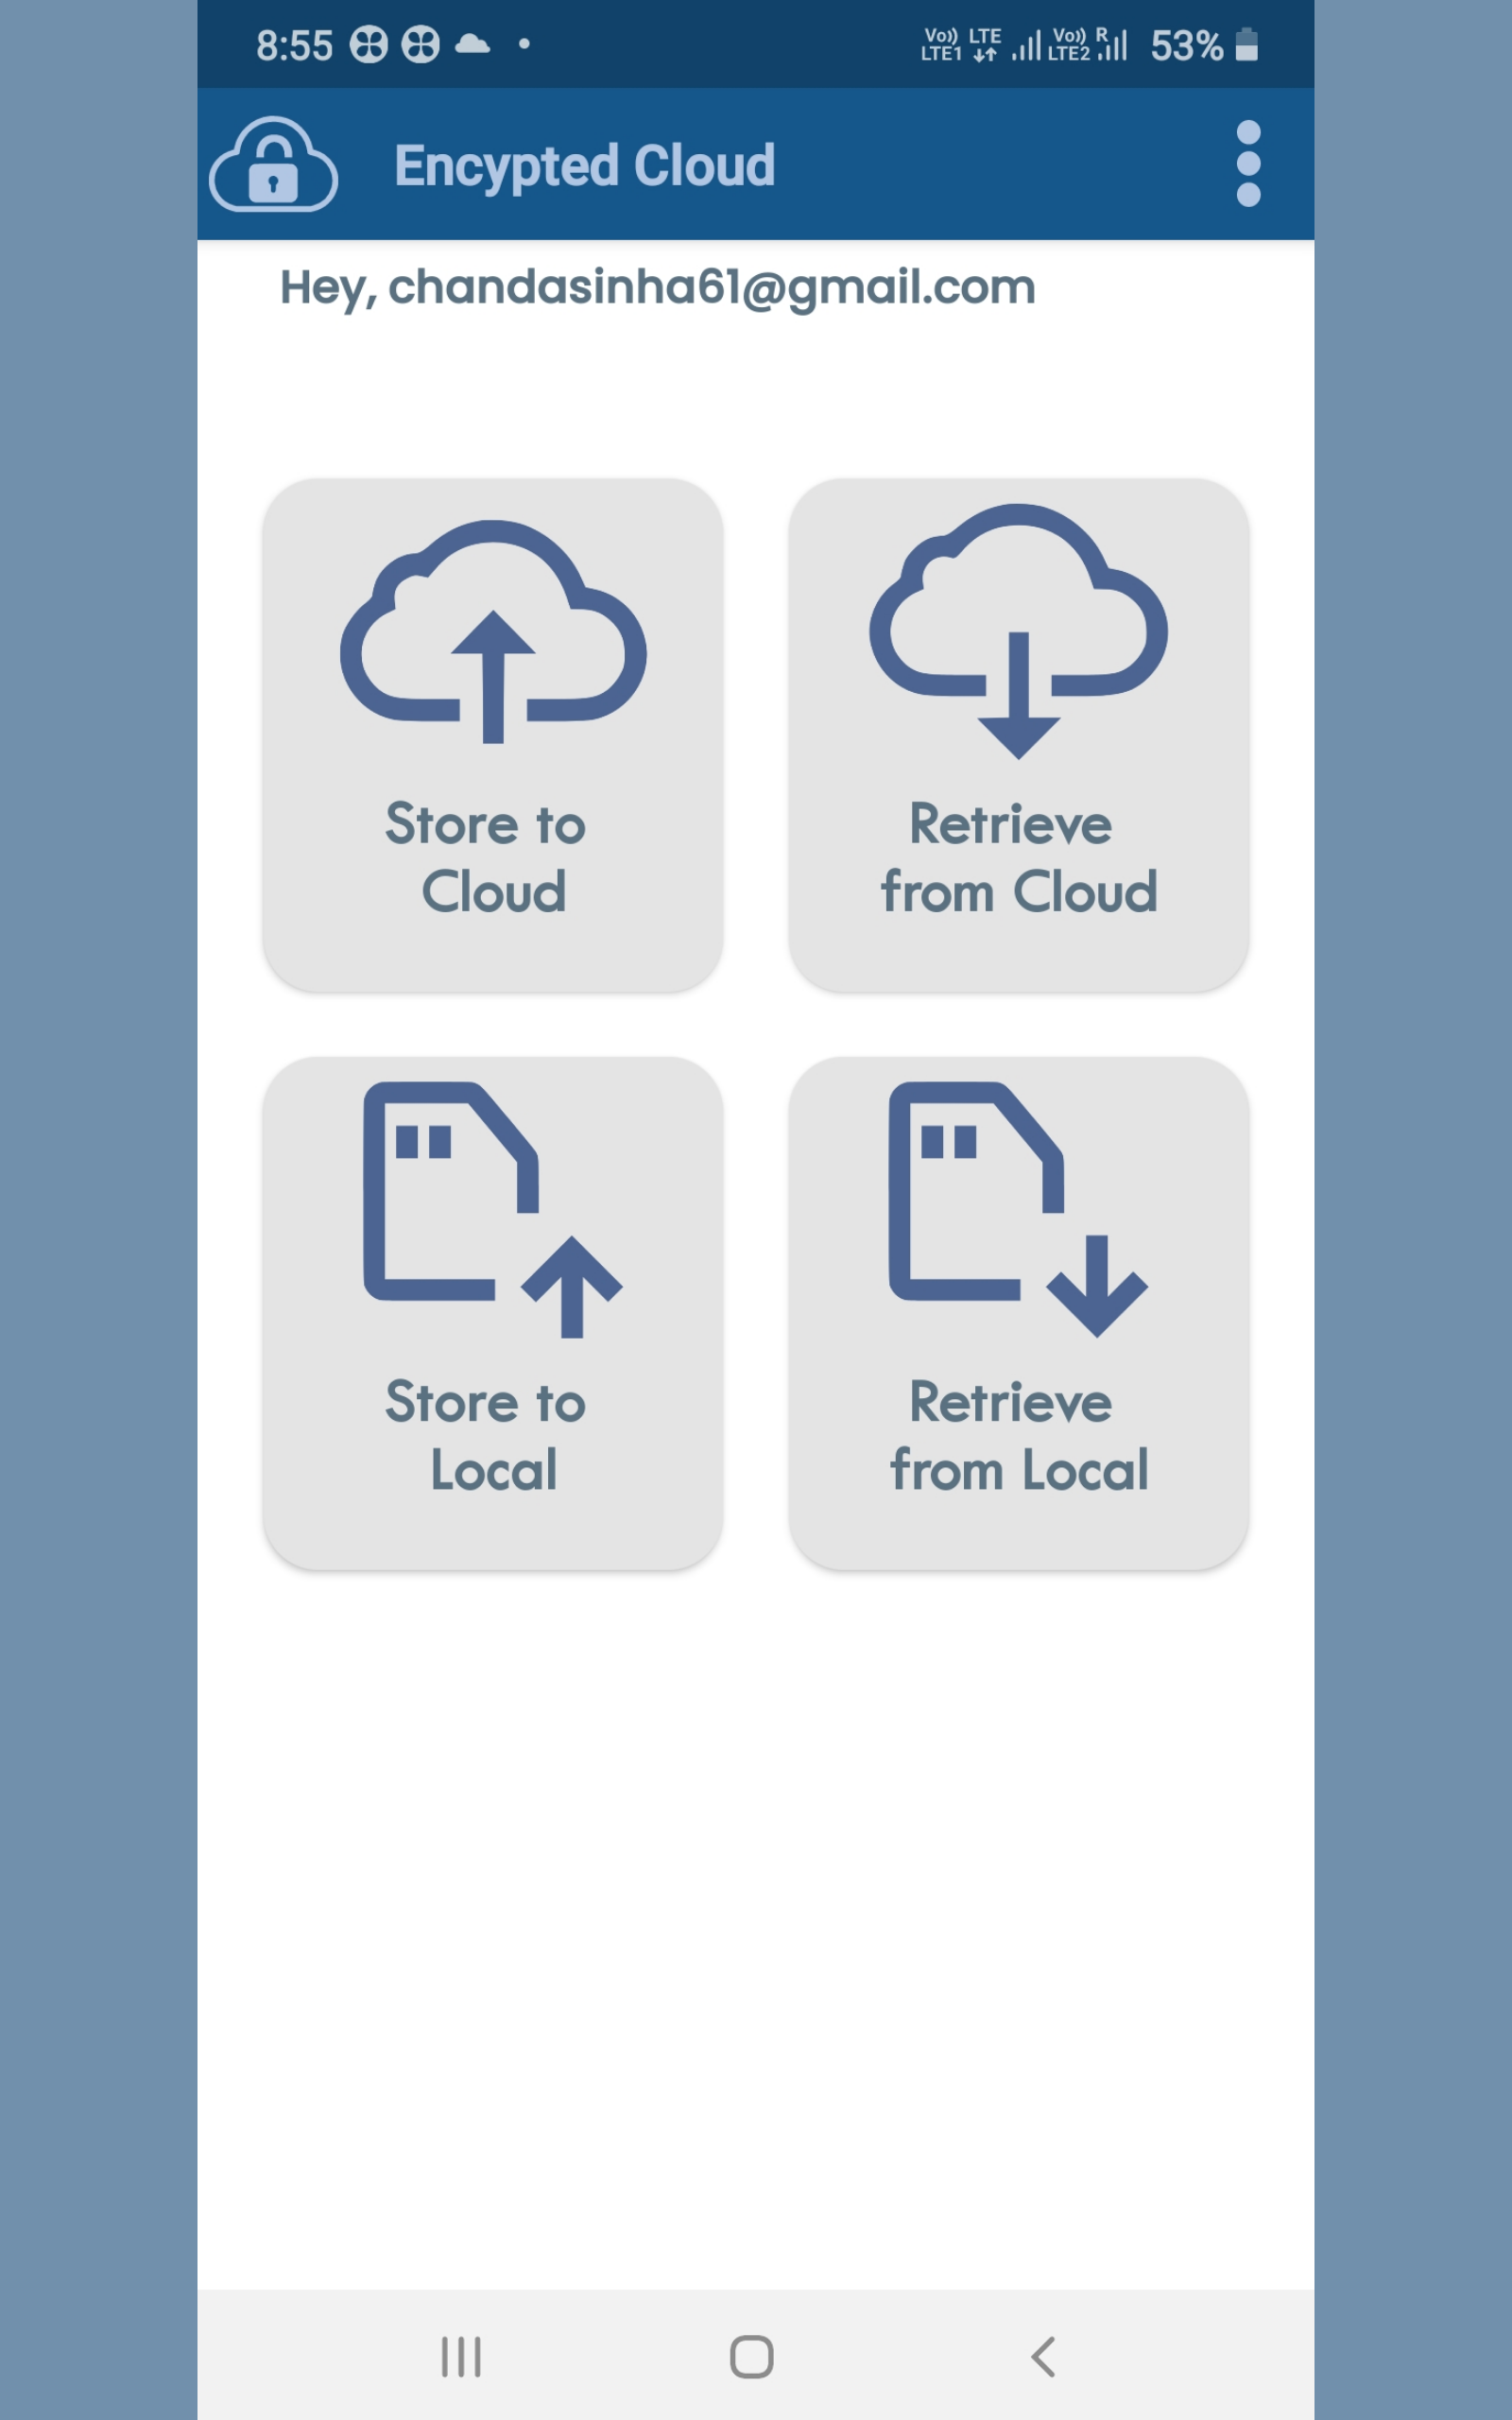 8:55 Vo)) LTE1 LTE Vo)) LTE2 R 53%
Encypted Cloud
Hey, chandasinha61@gmail.com
Store to
Cloud
Retrieve
from Cloud
Store to
Local
Retrieve
from Local